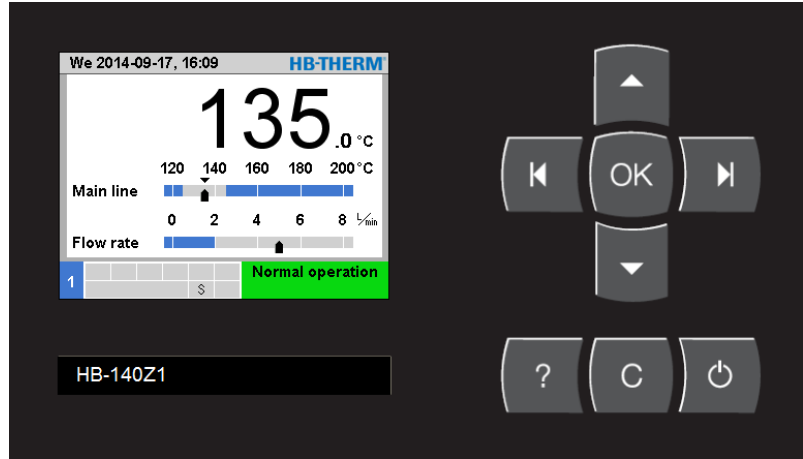 We 2014-09-17, 16:09 HB-THERM
135.0 °C
120 140 160 180 200 °C
Main line
0 2 4 6 8 L/min
Flow rate
1 S Normal operation
HB-140Z1
OK
? C